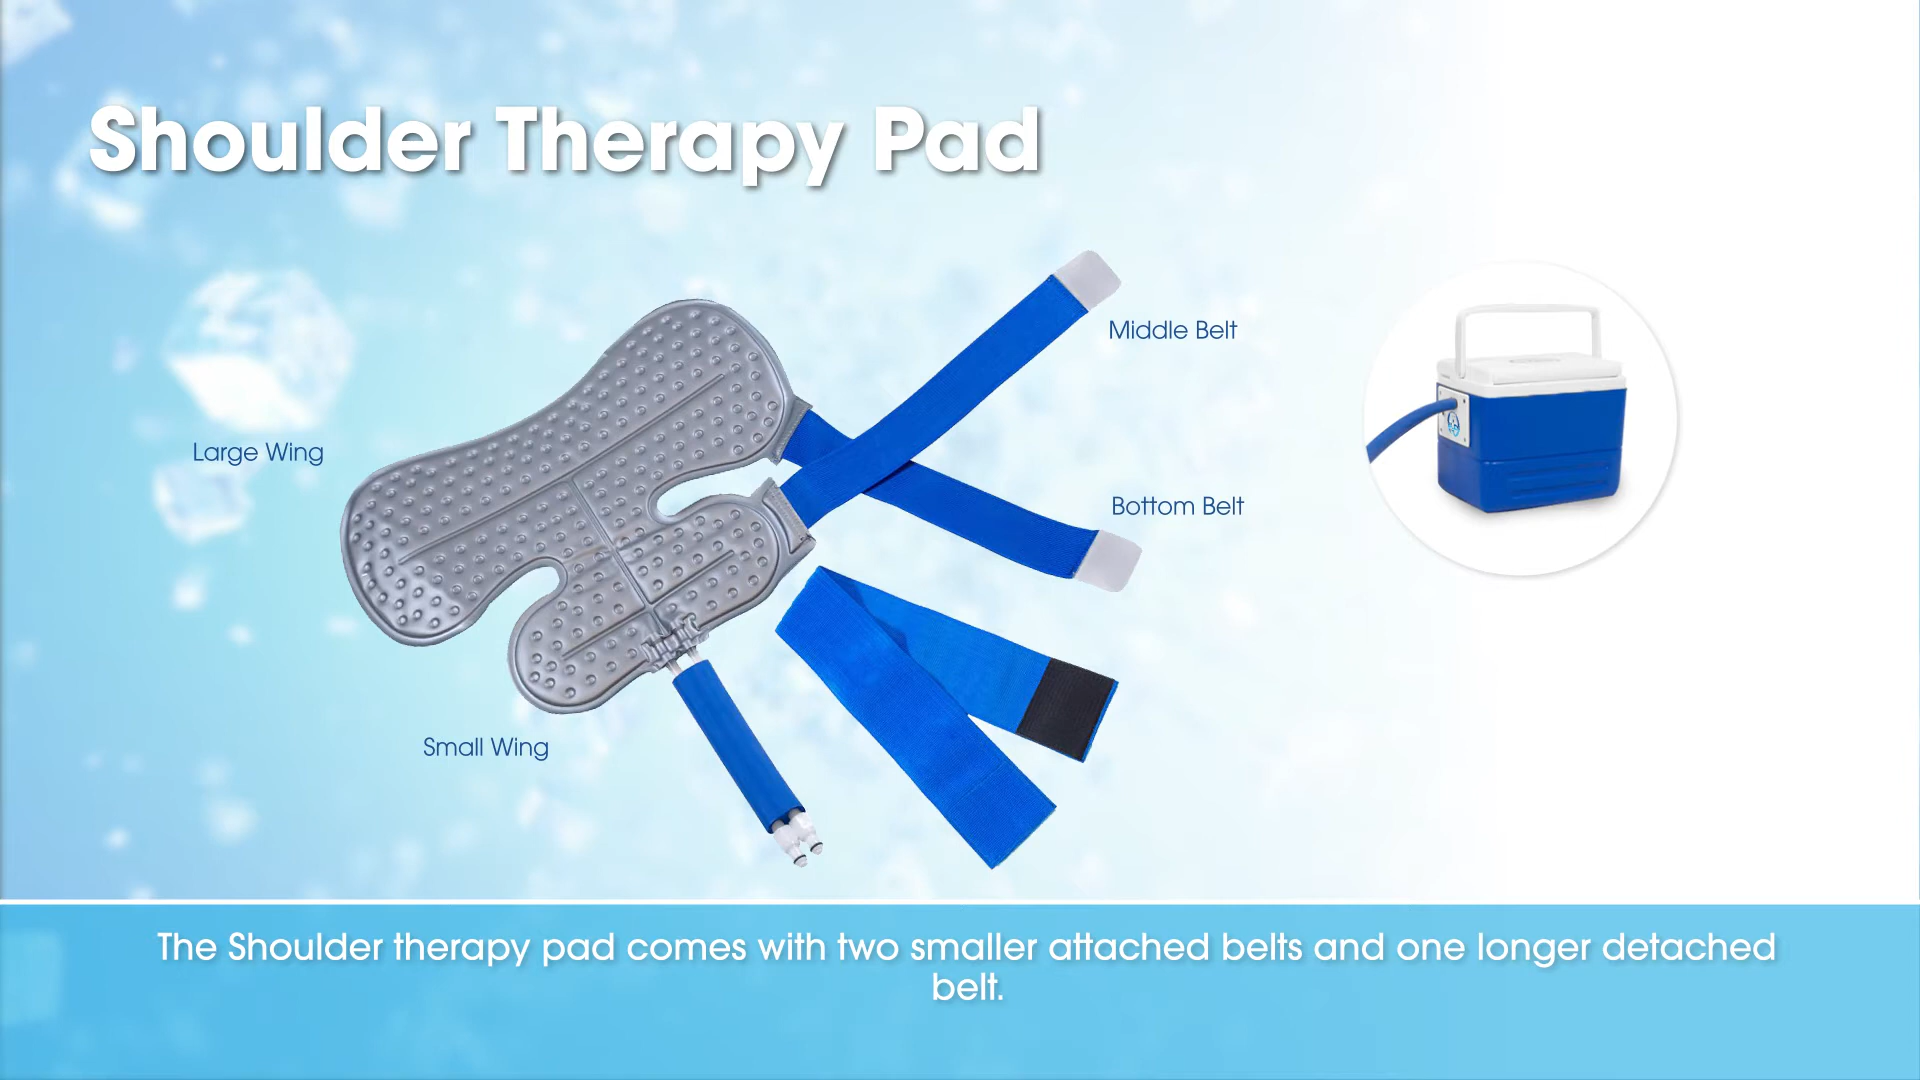 Shoulder Therapy Pad
Middle Belt
Large Wing
Bottom Belt
Small Wing
The Shoulder therapy pad comes with two smaller attached belts and one longer detached
belt.